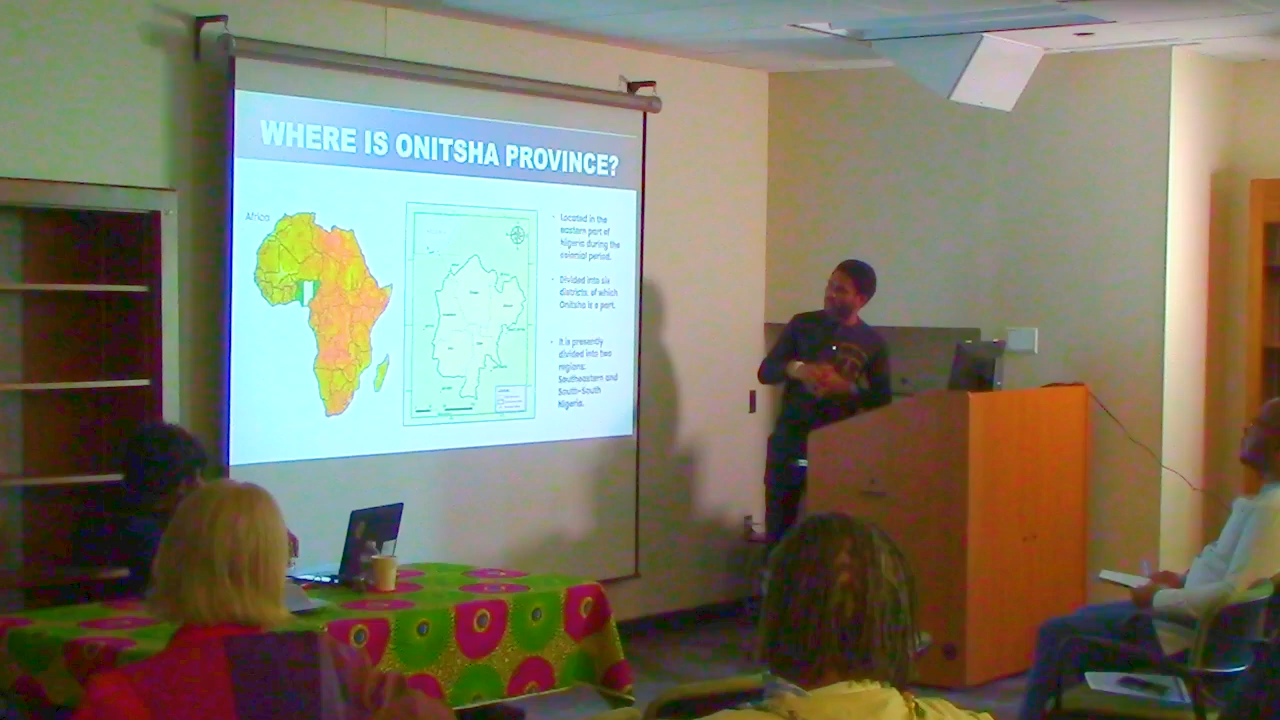 WHERE IS ONITSHA PROVINCE?
Africa
Located in the
eastern part of
Nigeria during the
colonial period.
Divided into six
districts, of which
Onitsha is a part.
It is presently
divided into two
regions:
Southeastern and
South-South
Nigeria.